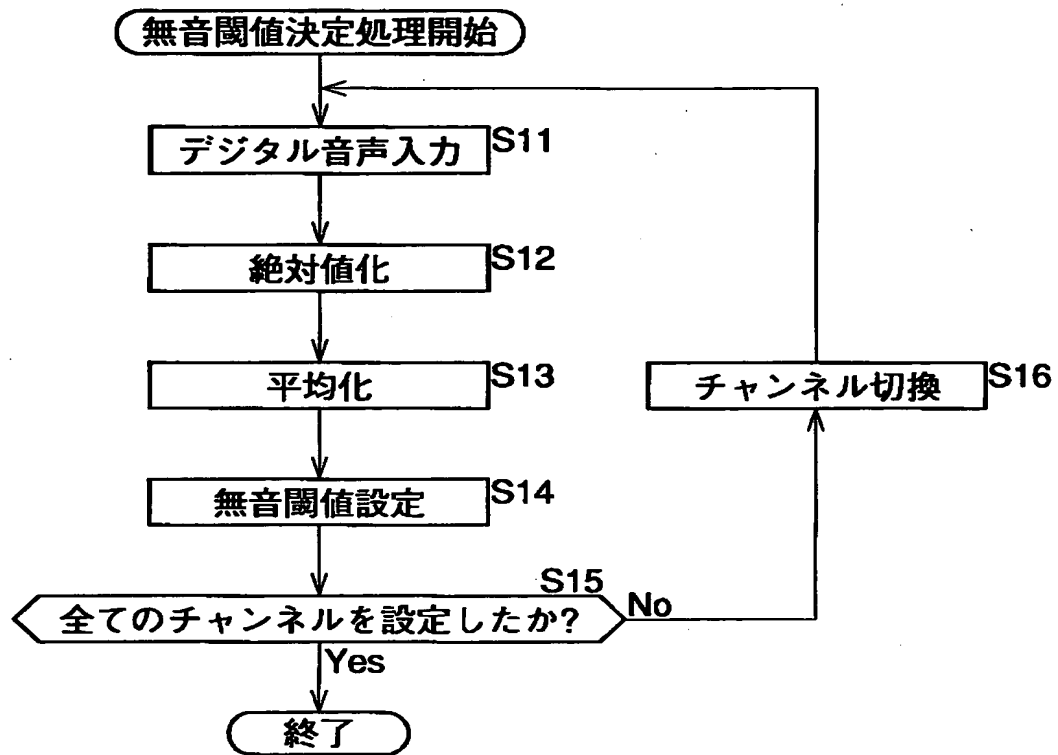 無音閾値決定処理開始
デジタル音声入力
S11
絶対値化
S12
平均化
S13
チャンネル切換
S16
無音閾値設定
S14
S15
全てのチャンネルを設定したか?
No
Yes
終了